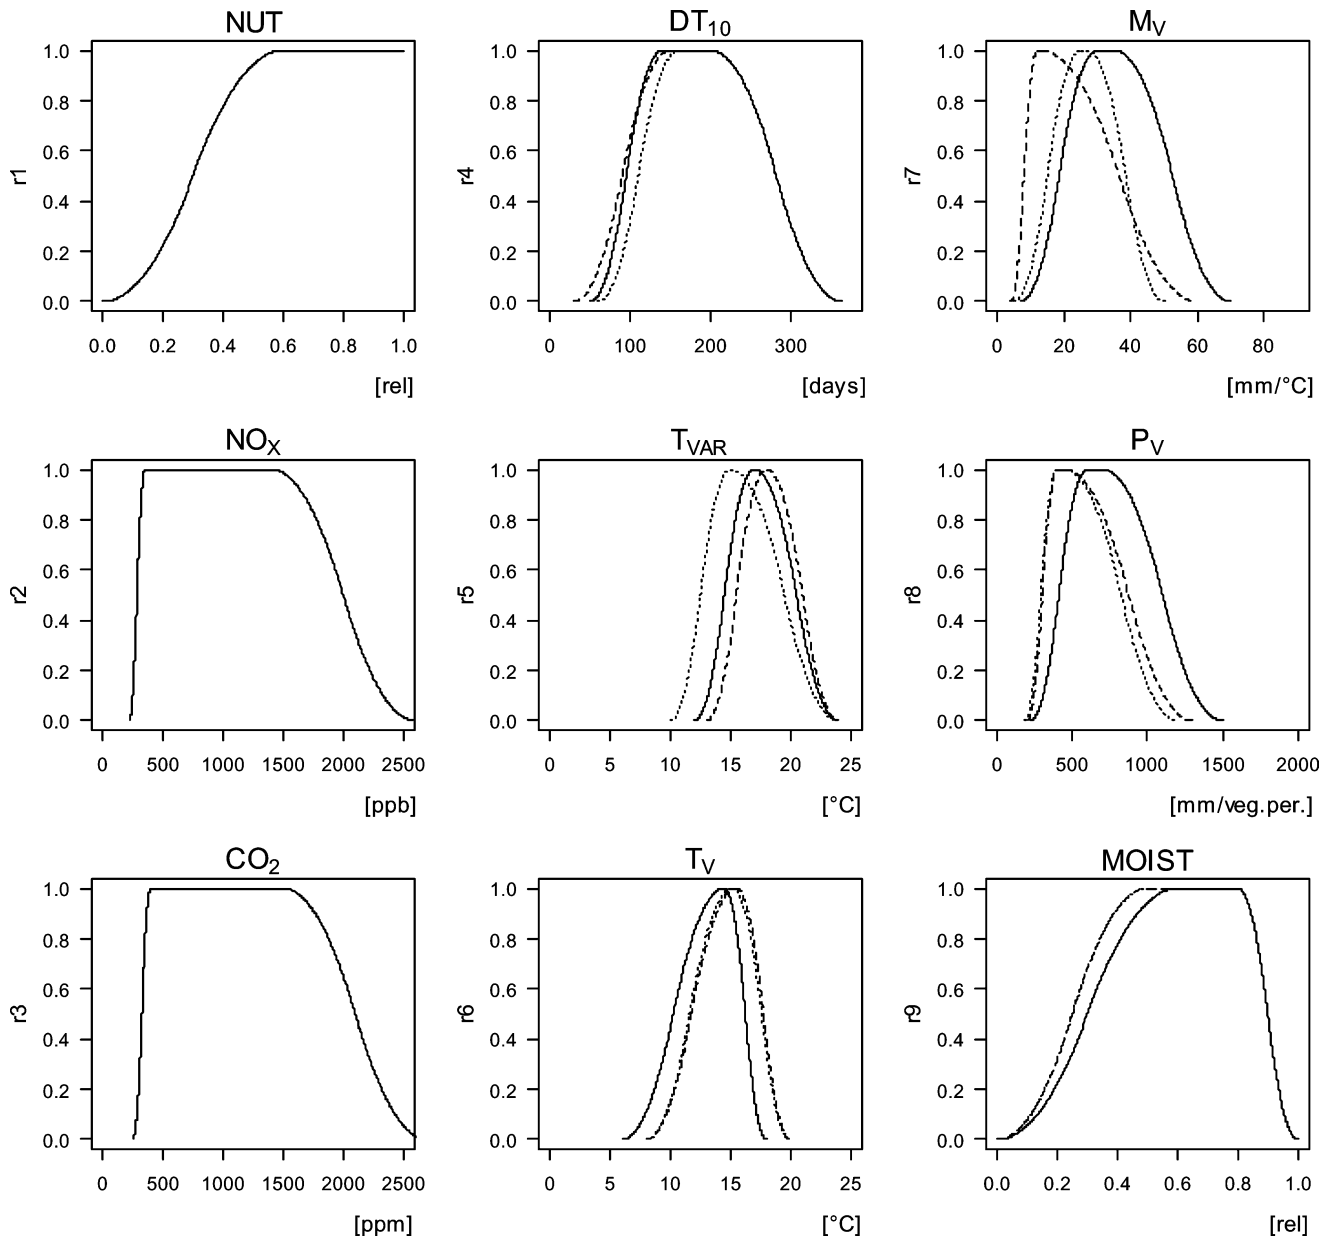 NUT
1.0
0.8
0.6
0.4
0.2
0.0
r1
0.0 0.2 0.4 0.6 0.8 1.0
[rel]
DT10
1.0
0.8
0.6
0.4
0.2
0.0
r4
0 100 200 300
[days]
MV
1.0
0.8
0.6
0.4
0.2
0.0
r7
0 20 40 60 80
[mm/°C]
NOX
1.0
0.8
0.6
0.4
0.2
0.0
r2
0 500 1000 1500 2000 2500
[ppb]
TVAR
1.0
0.8
0.6
0.4
0.2
0.0
r5
0 5 10 15 20 25
[°C]
PV
1.0
0.8
0.6
0.4
0.2
0.0
r8
0 500 1000 1500 2000
[mm/veg.per.]
CO2
1.0
0.8
0.6
0.4
0.2
0.0
r3
0 500 1000 1500 2000 2500
[ppm]
TV
1.0
0.8
0.6
0.4
0.2
0.0
r6
0 5 10 15 20 25
[°C]
MOIST
1.0
0.8
0.6
0.4
0.2
0.0
r9
0.0 0.2 0.4 0.6 0.8 1.0
[rel]